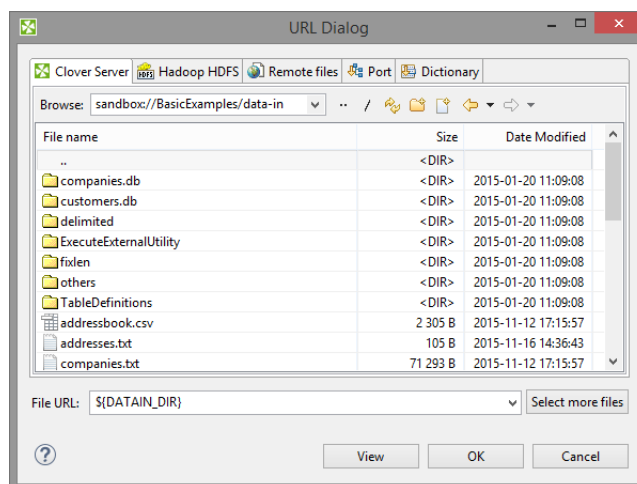 URL Dialog
Clover Server Hadoop HDFS Remote files Port Dictionary
Browse: sandbox://BasicExamples/data-in .. /
File name Size Date Modified
.. <DIR>
companies.db <DIR> 2015-01-20 11:09:08
customers.db <DIR> 2015-01-20 11:09:08
delimited <DIR> 2015-01-20 11:09:08
ExecuteExternalUtility <DIR> 2015-01-20 11:09:08
fixlen <DIR> 2015-01-20 11:09:08
others <DIR> 2015-01-20 11:09:08
TableDefinitions <DIR> 2015-01-20 11:09:08
addressbook.csv 2 305 B 2015-11-12 17:15:57
addresses.txt 105 B 2015-11-16 14:36:43
companies.txt 71 293 B 2015-11-12 17:15:57
File URL: ${DATAIN_DIR} Select more files
? View OK Cancel